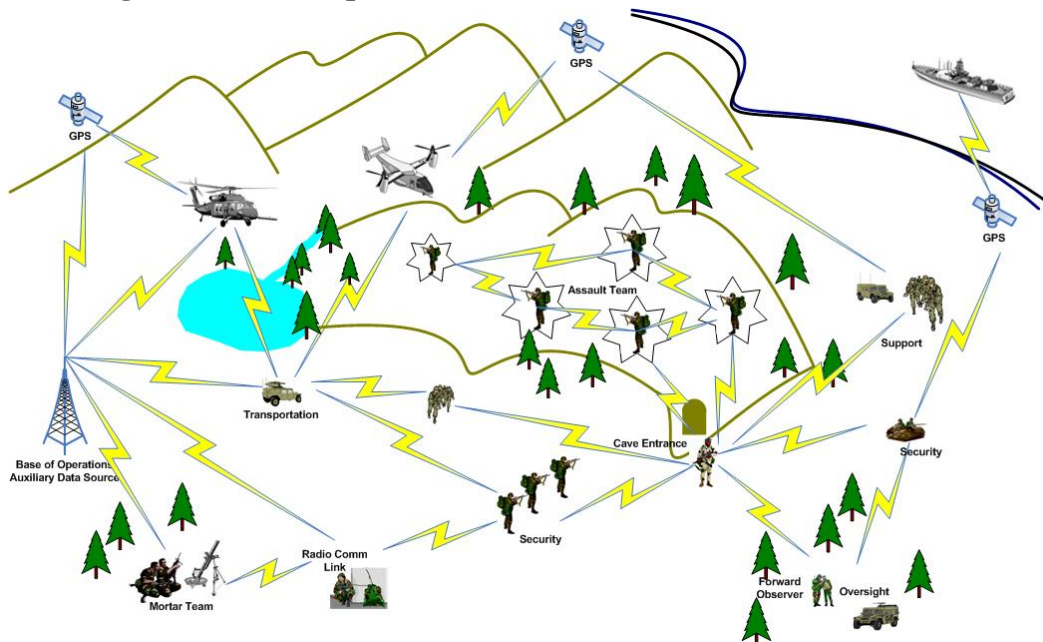 GPS
GPS
GPS
Assault Team
Support
Transportation
Cave Entrance
Security
Base of Operations
Auxiliary Data Source
Security
Radio Comm
Link
Forward
Observer
Oversight
Mortar Team